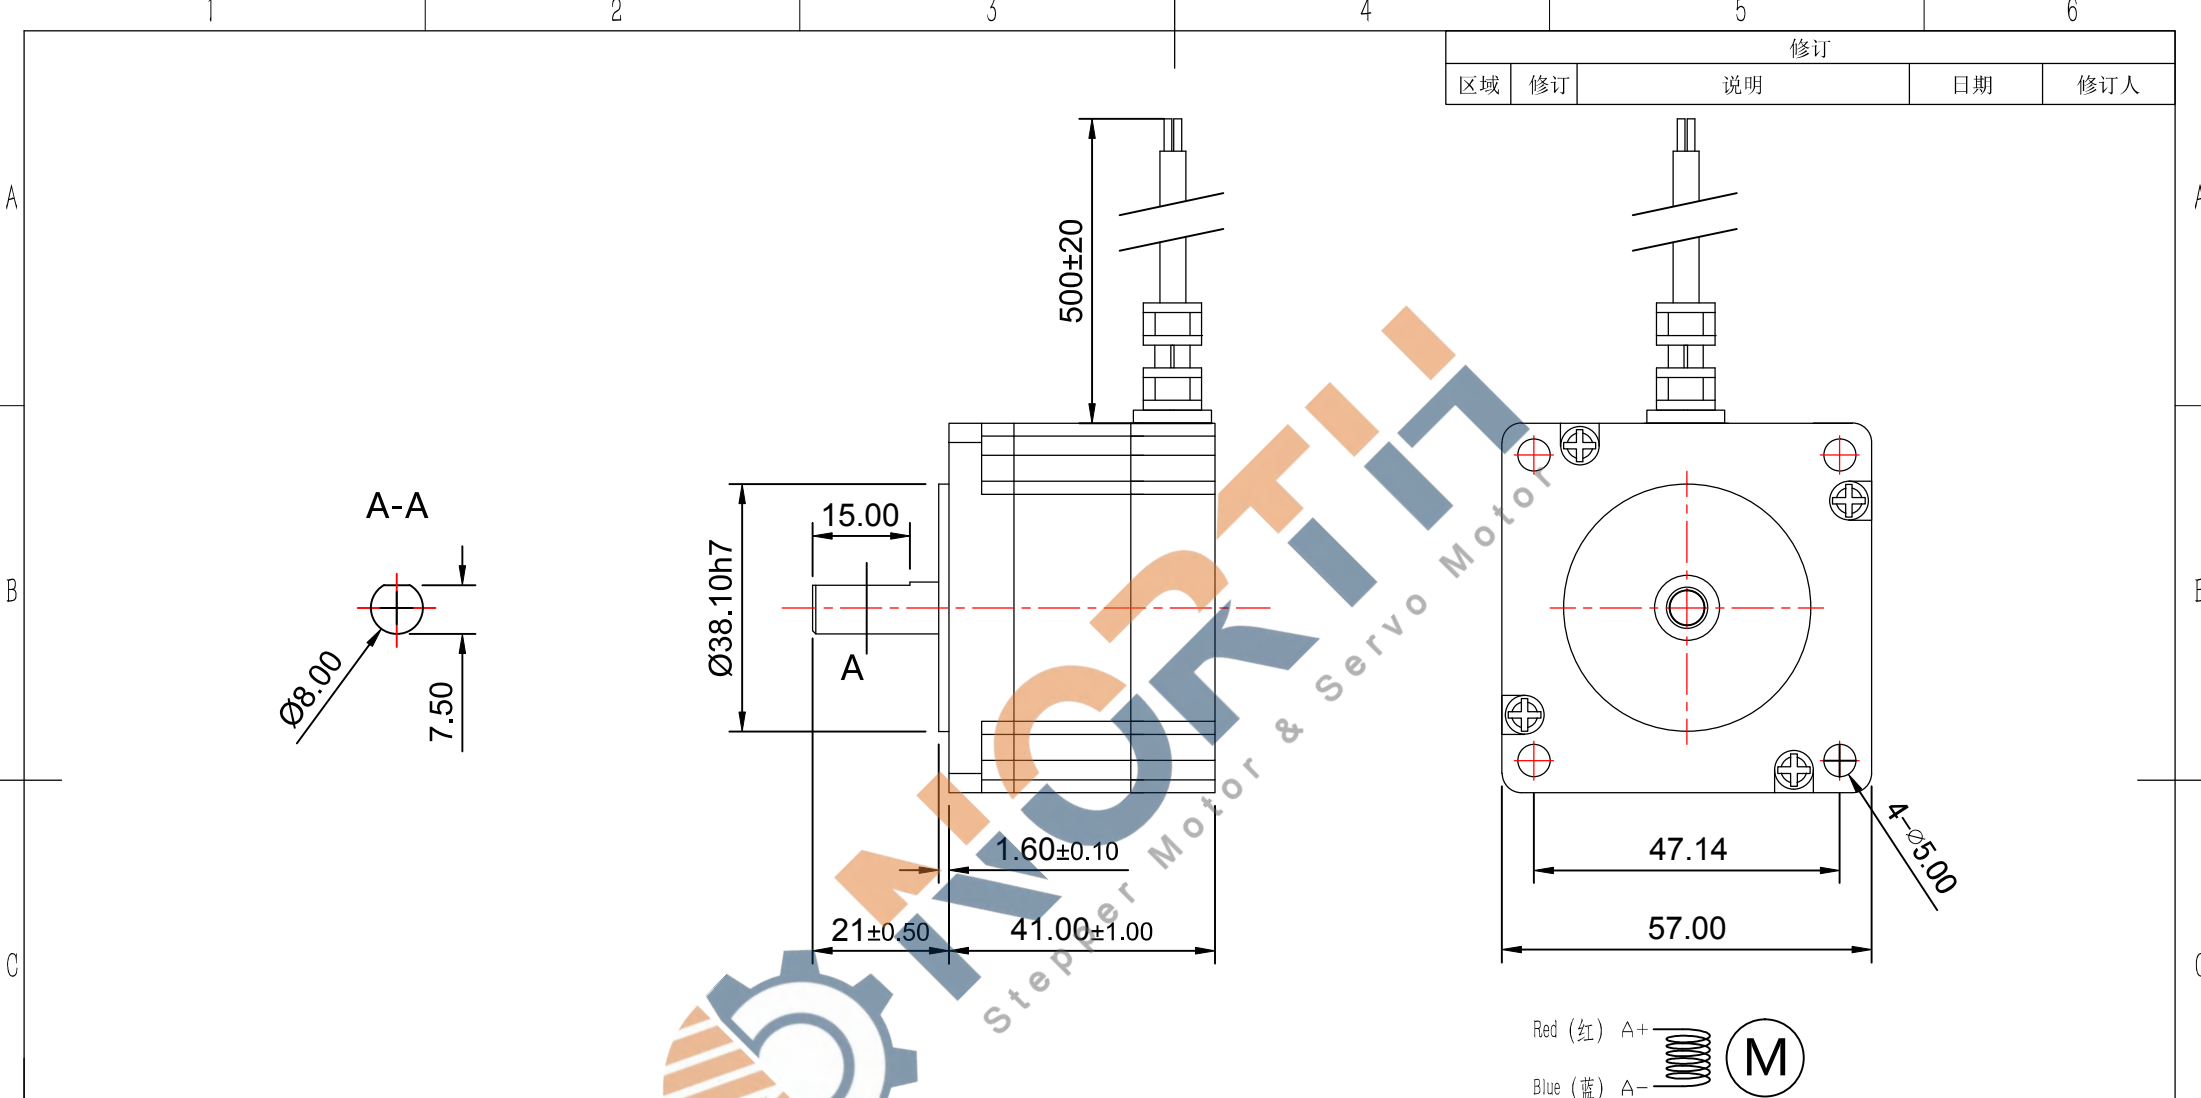 1 2 3 4 5 6
修订
区域 修订 说明 日期 修订人
A A
500±20
A-A
15.00
Ø38.10h7
B B
A
Ø8.00
7.50
1.60±0.10
47.14
4-⌀5.00
21±0.50
41.00±1.00
57.00
C C
NORTH
Stepper Motor & Servo Motor
Red (红) A+
M
Blue (蓝) A-